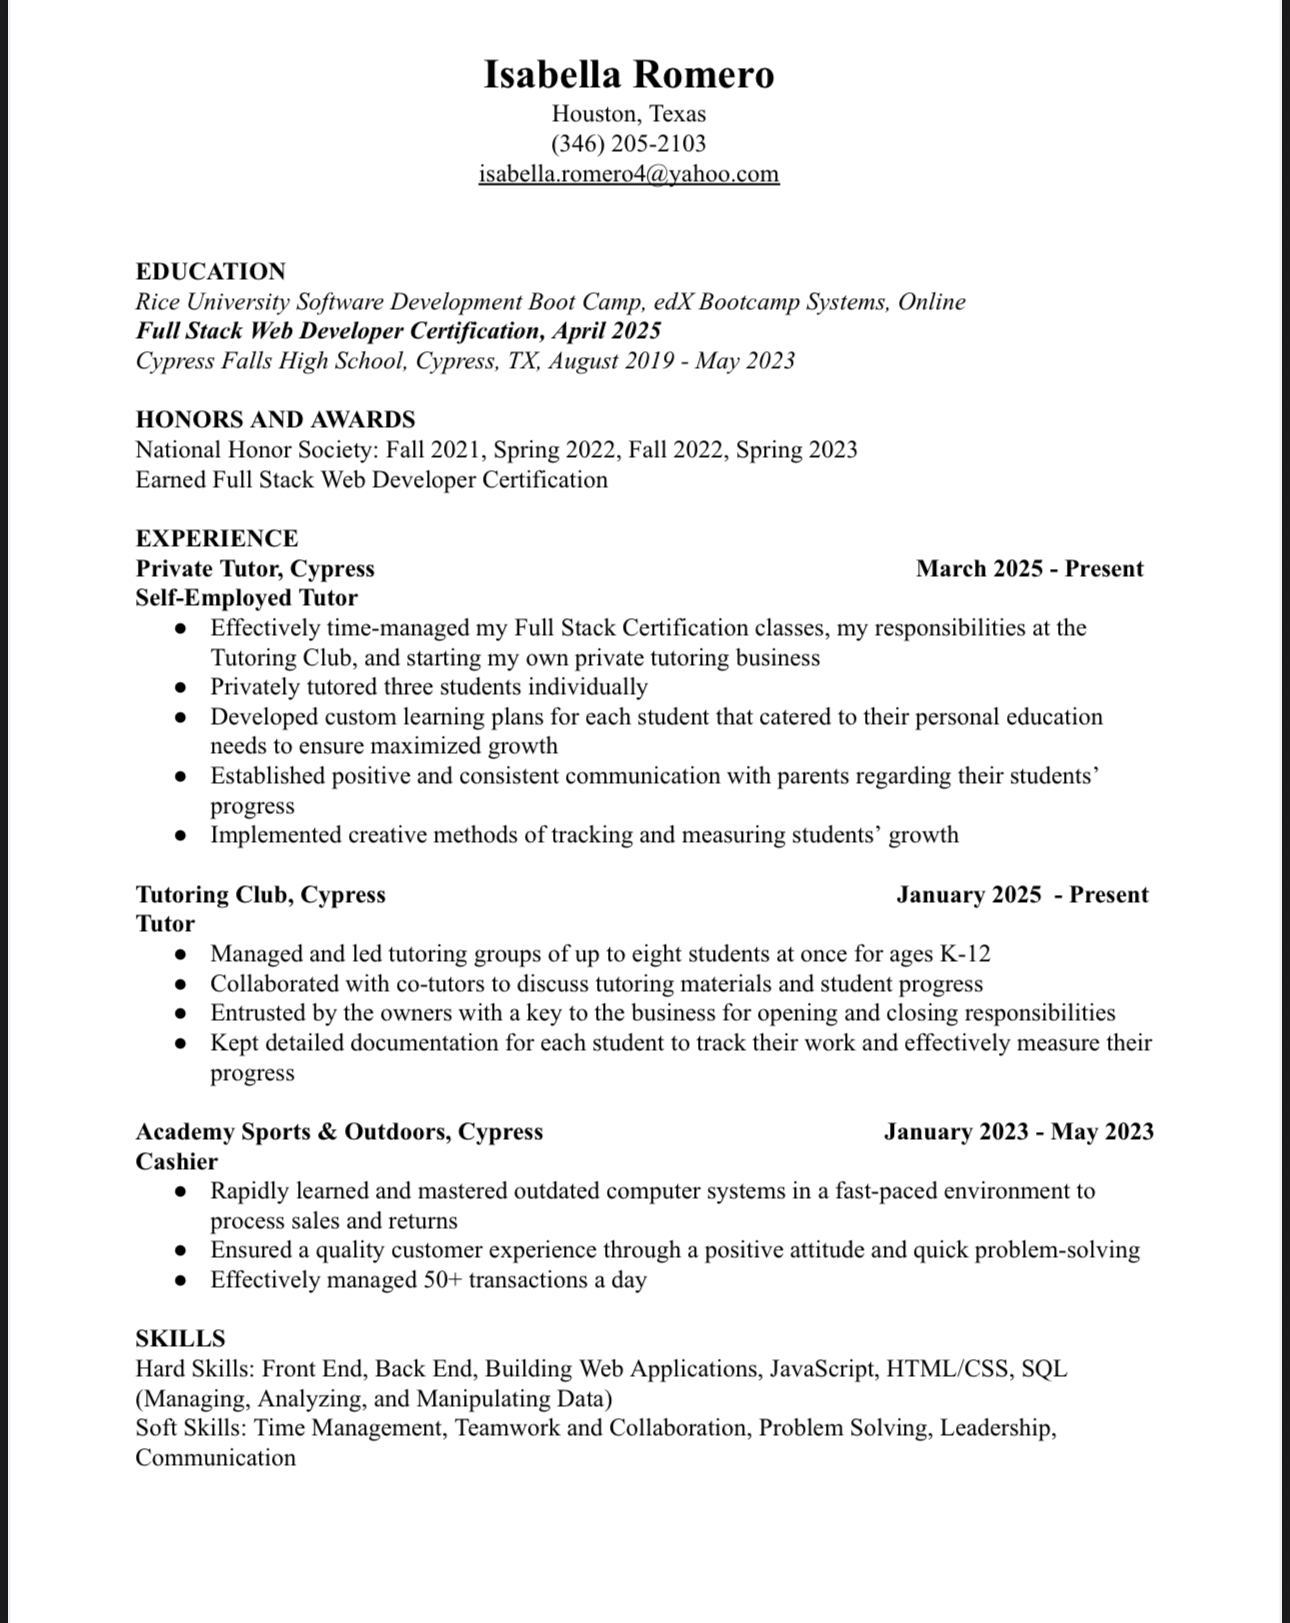 Isabella Romero
Houston, Texas
(346) 205-2103
isabella.romero4@yahoo.com
EDUCATION
Rice University Software Development Boot Camp, edX Bootcamp Systems, Online
Full Stack Web Developer Certification, April 2025
Cypress Falls High School, Cypress, TX, August 2019 - May 2023
HONORS AND AWARDS
National Honor Society: Fall 2021, Spring 2022, Fall 2022, Spring 2023
Earned Full Stack Web Developer Certification
EXPERIENCE
Private Tutor, Cypress March 2025 - Present
Self-Employed Tutor
● Effectively time-managed my Full Stack Certification classes, my responsibilities at the
Tutoring Club, and starting my own private tutoring business
● Privately tutored three students individually
● Developed custom learning plans for each student that catered to their personal education
needs to ensure maximized growth
● Established positive and consistent communication with parents regarding their students’
progress
● Implemented creative methods of tracking and measuring students’ growth
Tutoring Club, Cypress January 2025 - Present
Tutor
● Managed and led tutoring groups of up to eight students at once for ages K-12
● Collaborated with co-tutors to discuss tutoring materials and student progress
● Entrusted by the owners with a key to the business for opening and closing responsibilities
● Kept detailed documentation for each student to track their work and effectively measure their
progress
Academy Sports & Outdoors, Cypress January 2023 - May 2023
Cashier
● Rapidly learned and mastered outdated computer systems in a fast-paced environment to
process sales and returns
● Ensured a quality customer experience through a positive attitude and quick problem-solving
● Effectively managed 50+ transactions a day
SKILLS
Hard Skills: Front End, Back End, Building Web Applications, JavaScript, HTML/CSS, SQL
(Managing, Analyzing, and Manipulating Data)
Soft Skills: Time Management, Teamwork and Collaboration, Problem Solving, Leadership,
Communication